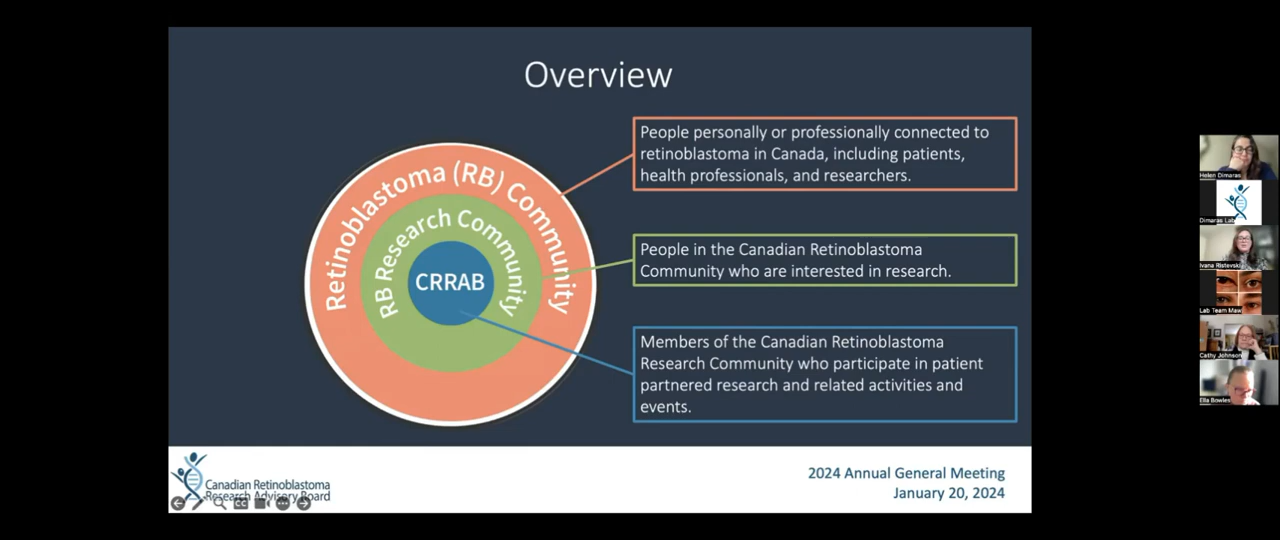 Overview
Retinoblastoma (RB) Community
RB Research Community
CRRAB
People personally or professionally connected to
retinoblastoma in Canada, including patients,
health professionals, and researchers.
People in the Canadian Retinoblastoma
Community who are interested in research.
Members of the Canadian Retinoblastoma
Research Community who participate in patient
partnered research and related activities and
events.
Canadian Retinoblastoma
Research Advisory Board
CC
2024 Annual General Meeting
January 20, 2024
Helen Dimaras
Dimaras Lab
Ivana Ristevski
Lab Team Maw
Cathy Johnson
Ella Bowles